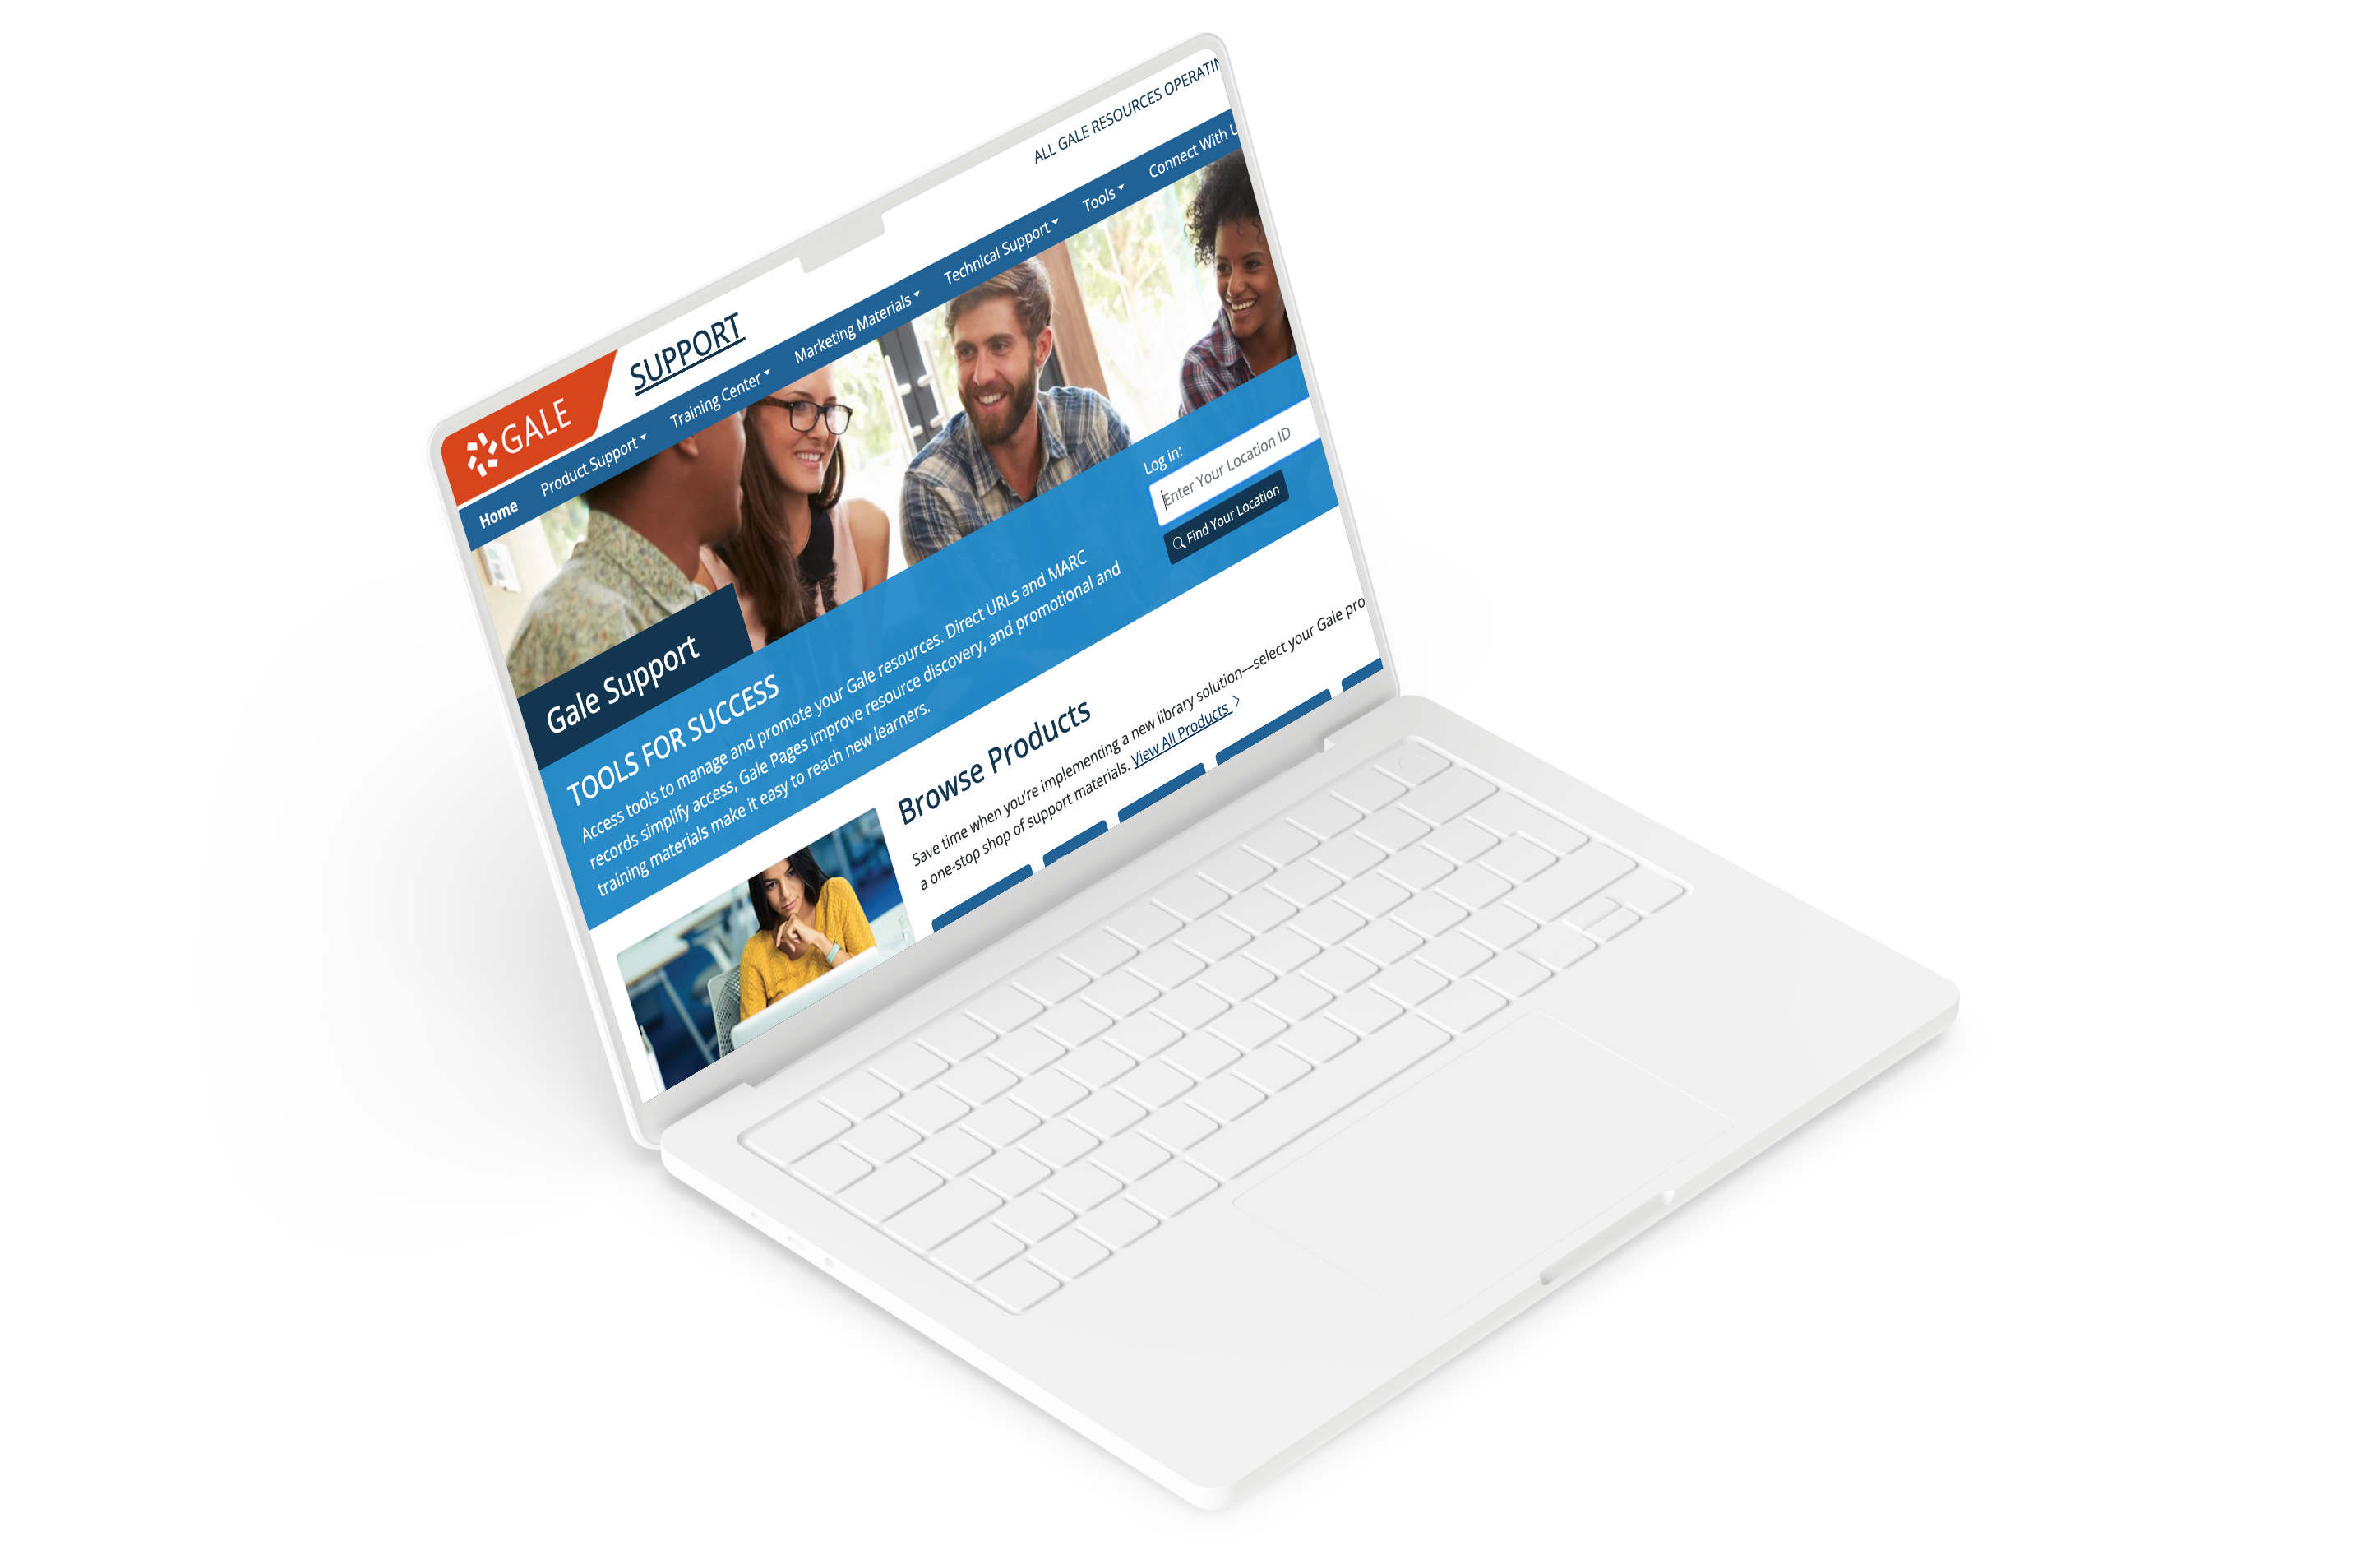 ALL GALE RESOURCES
GALE
SUPPORT
Home Product Support Training Center Marketing Materials Technical Support Tools Connect With
Gale Support
TOOLS FOR SUCCESS
Access tools to manage and promote your Gale resources. Direct URLs and MARC
records simplify access, Gale Pages improve resource discovery, and promotional and
training materials make it easy to reach new learners.
Log in:
Enter Your Location ID
Find Your Location
Browse Products
Save time when you're implementing a new library solution—select your Gale
a one-stop shop of support materials. View All Products